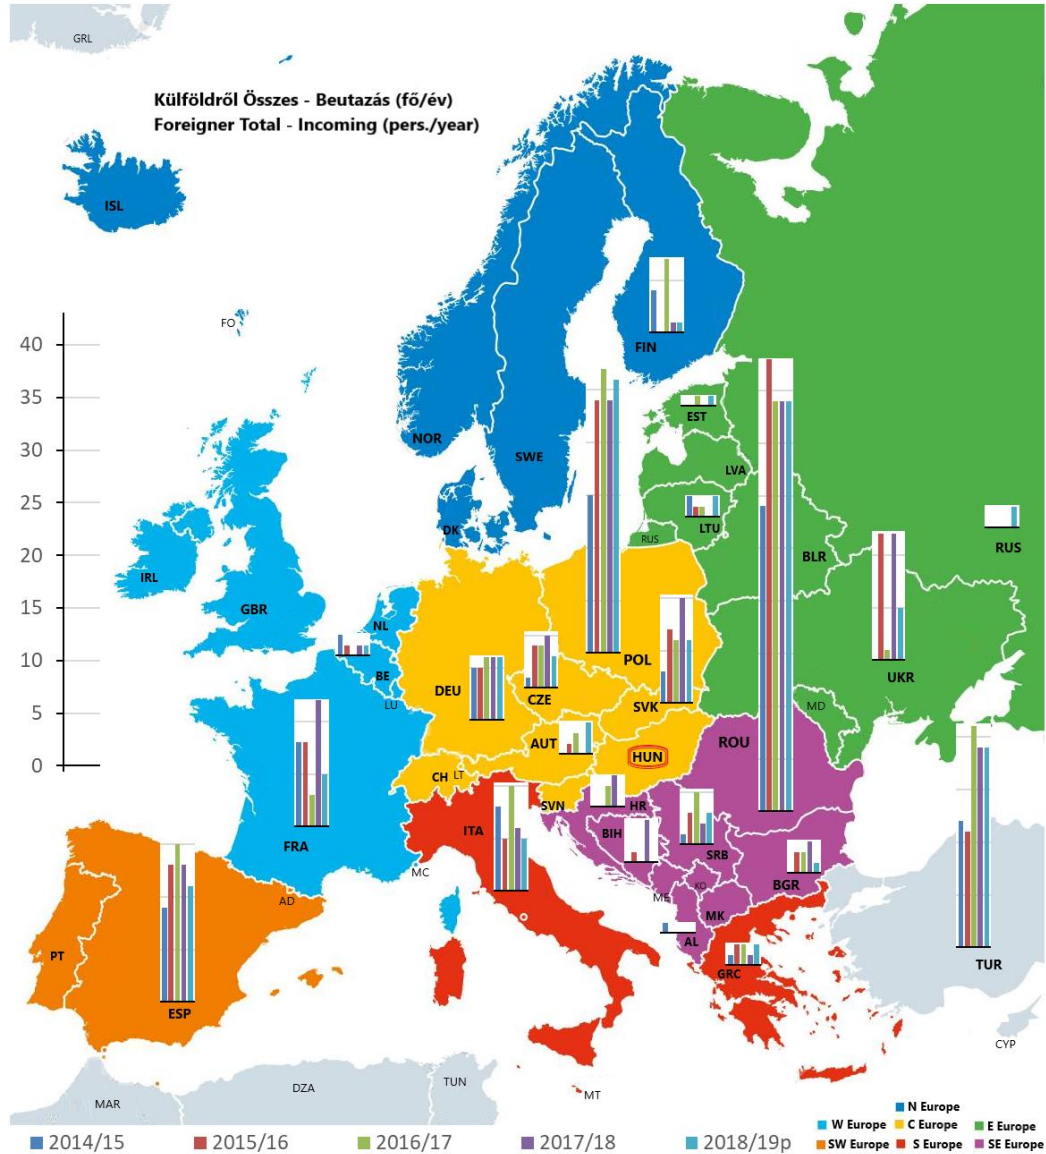 GRL
Külföldről Összes - Beutazás (fő/év)
Foreigner Total - Incoming (pers./year)
ISL
FO
FIN
40
35
EST
30
NOR
SWE
LVA
25
DK
LTU
RUS
RUS
20
IRL
BLR
GBR
15
NL
10
BE
DEU
CZE
POL
UKR
LU
SVK
MD
5
AUT
ROU
HUN
0
CH
LT
SVN
HR
ITA
BIH
FRA
SRB
MC
KO
BGR
AD
ME
MK
PT
AL
GRC
TUR
ESP
CYP
TUN
DZA
MT
MAR
N Europe
W Europe
C Europe
E Europe
SW Europe
S Europe
SE Europe
2014/15
2015/16
2016/17
2017/18
2018/19p